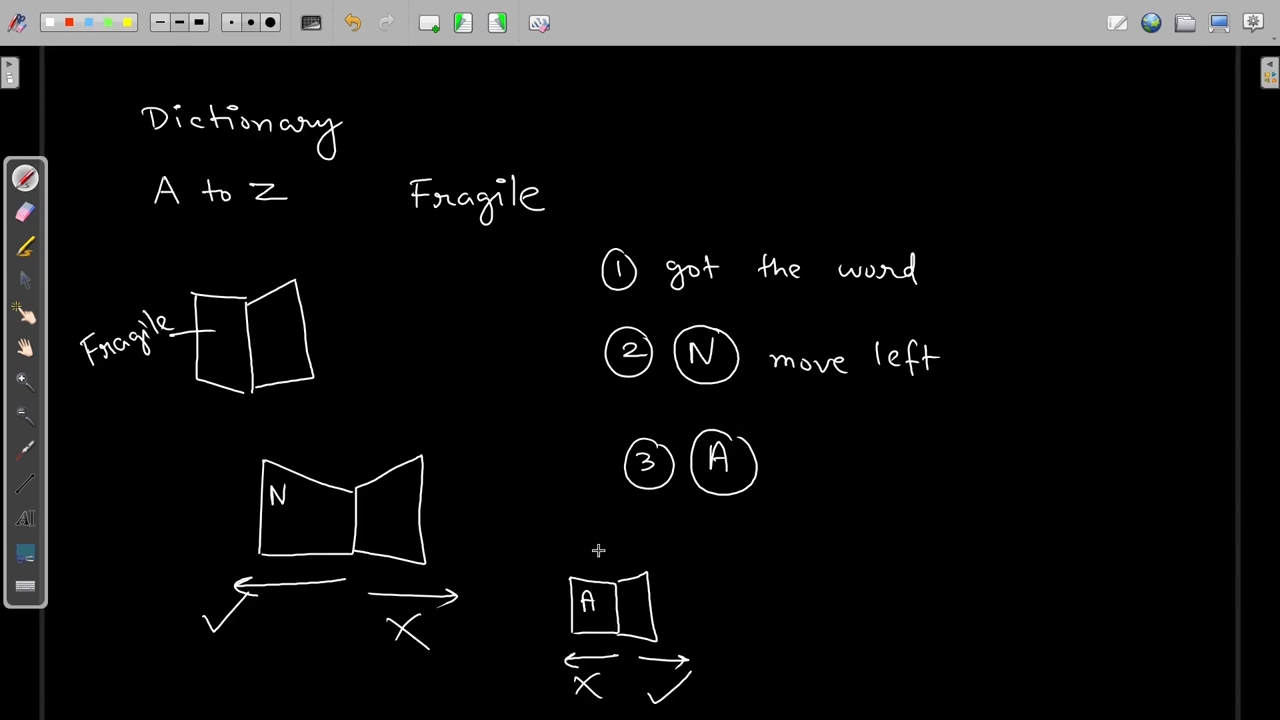 Dictionary
A to Z
Fragile
① got the word
Fragile
② Ⓝ move left
③ Ⓐ
N
X
A
X